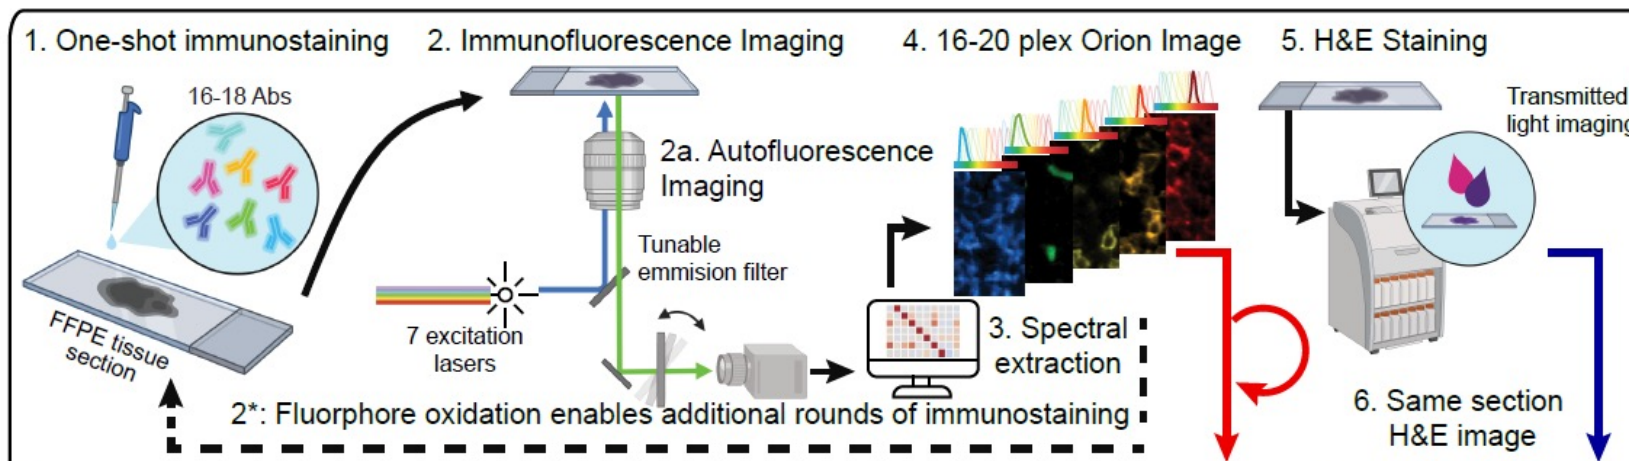 1. One-shot immunostaining
16-18 Abs
FFPE tissue
section
2. Immunofluorescence Imaging
2a. Autofluorescence
Imaging
Tunable
emmision filter
7 excitation
lasers
2*: Fluorphore oxidation enables additional rounds of immunostaining
3. Spectral
extraction
4. 16-20 plex Orion Image
5. H&E Staining
Transmitted
light imaging
6. Same section
H&E image